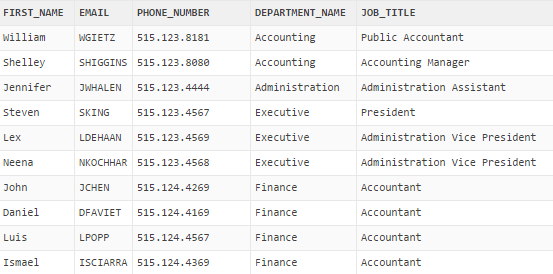 FIRST_NAME EMAIL PHONE_NUMBER DEPARTMENT_NAME JOB_TITLE
William WGIETZ 515.123.8181 Accounting Public Accountant
Shelley SHIGGINS 515.123.8080 Accounting Accounting Manager
Jennifer JWHALEN 515.123.4444 Administration Administration Assistant
Steven SKING 515.123.4567 Executive President
Lex LDEHAAN 515.123.4569 Executive Administration Vice President
Neena NKOCHHAR 515.123.4568 Executive Administration Vice President
John JCHEN 515.124.4269 Finance Accountant
Daniel DFAVIET 515.124.4169 Finance Accountant
Luis LPOPP 515.124.4567 Finance Accountant
Ismael ISCIARRA 515.124.4369 Finance Accountant